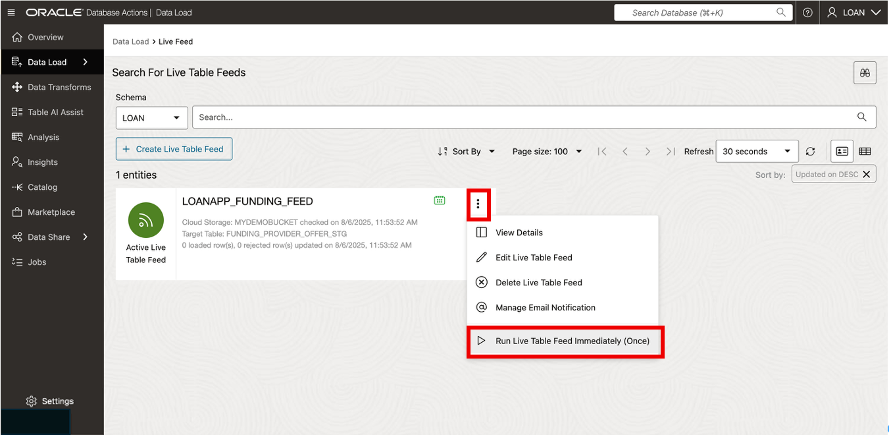 ORACLE Database Actions | Data Load
Search Database (⌘+K)
LOAN
Overview
Data Load
Data Transforms
Table AI Assist
Analysis
Insights
Catalog
Marketplace
Data Share
Jobs
Settings
Data Load > Live Feed
Search For Live Table Feeds
Schema
LOAN
Search...
+ Create Live Table Feed
Sort By
Page size: 100
Refresh
30 seconds
1 entities
Sort by:
Updated on DESC
LOANAPP_FUNDING_FEED
Cloud Storage: MYDEMOBUCKET checked on 8/6/2025, 11:53:52 AM
Target Table: FUNDING_PROVIDER_OFFER_STG
0 loaded row(s), 0 rejected row(s) updated on 8/6/2025, 11:53:52 AM
Active Live
Table Feed
View Details
Edit Live Table Feed
Delete Live Table Feed
Manage Email Notification
Run Live Table Feed Immediately (Once)